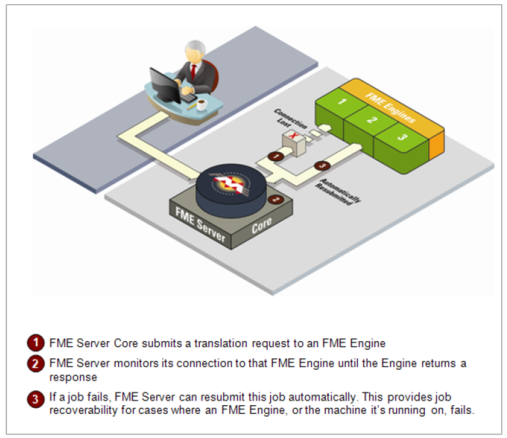 FME Engines
1
2
3
Connection
Lost
X
1
3
Automatically
Resubmitted
2
FME Server
Core
1 FME Server Core submits a translation request to an FME Engine
2 FME Server monitors its connection to that FME Engine until the Engine returns a
response
3 If a job fails, FME Server can resubmit this job automatically. This provides job
recoverability for cases where an FME Engine, or the machine it's running on, fails.